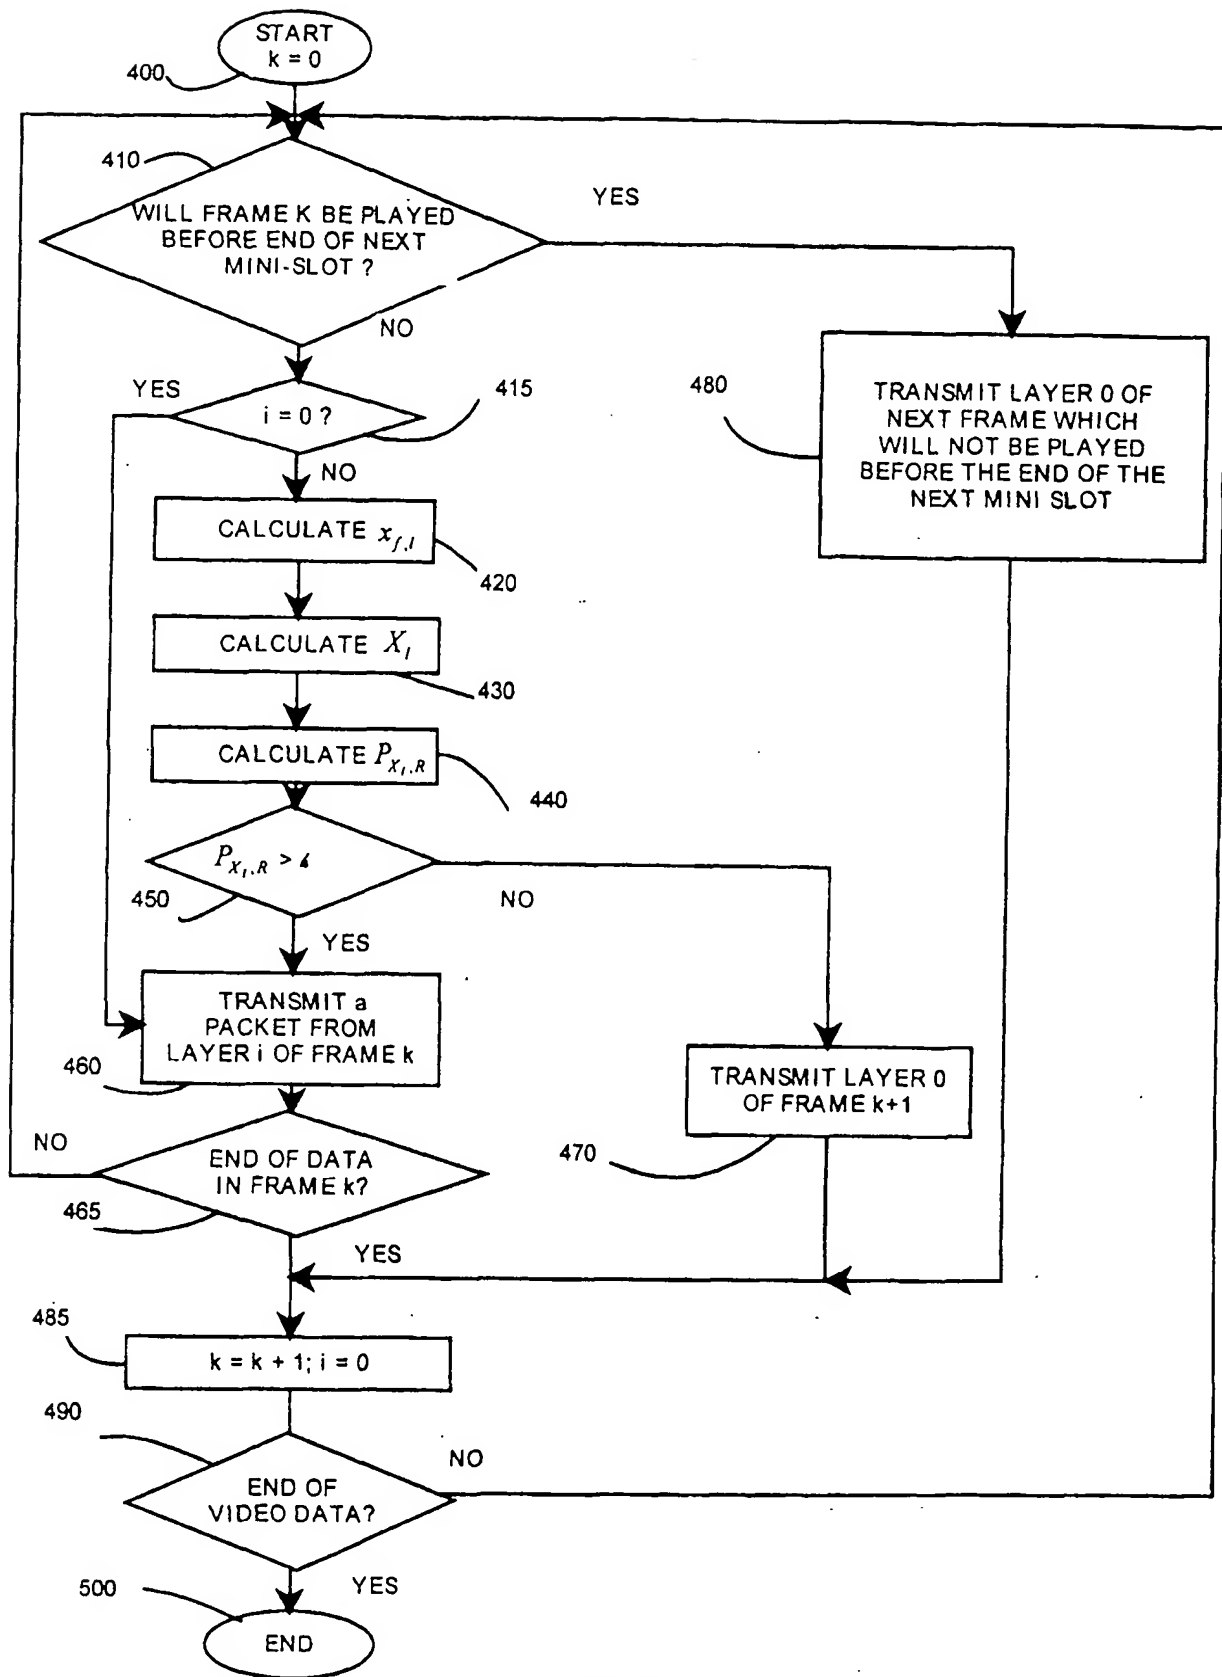 START
k = 0
400
410
WILL FRAME K BE PLAYED
BEFORE END OF NEXT
MINI-SLOT ?
YES
NO
YES
i = 0 ?
415
NO
480
TRANSMIT LAYER 0 OF
NEXT FRAME WHICH
WILL NOT BE PLAYED
BEFORE THE END OF THE
NEXT MINI SLOT
CALCULATE x_{f,l}
420
CALCULATE X_l
430
CALCULATE P_{X_l,R}
440
P_{X_l,R} >
450
NO
YES
TRANSMIT a
PACKET FROM
LAYER i OF FRAME k
460
TRANSMIT LAYER 0
OF FRAME k+1
470
NO
END OF DATA
IN FRAME k?
465
YES
485
k = k + 1; i = 0
490
END OF
VIDEO DATA?
NO
YES
500
END